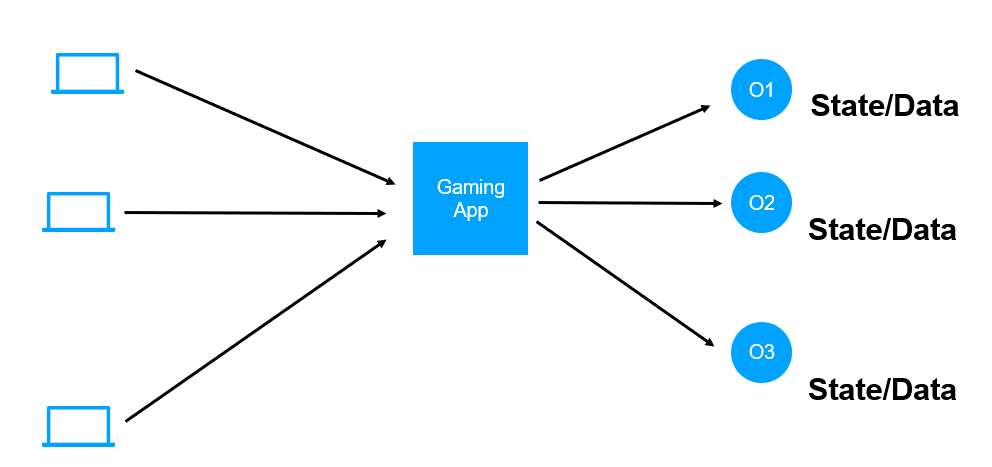 O1
State/Data
Gaming
App
O2
State/Data
O3
State/Data